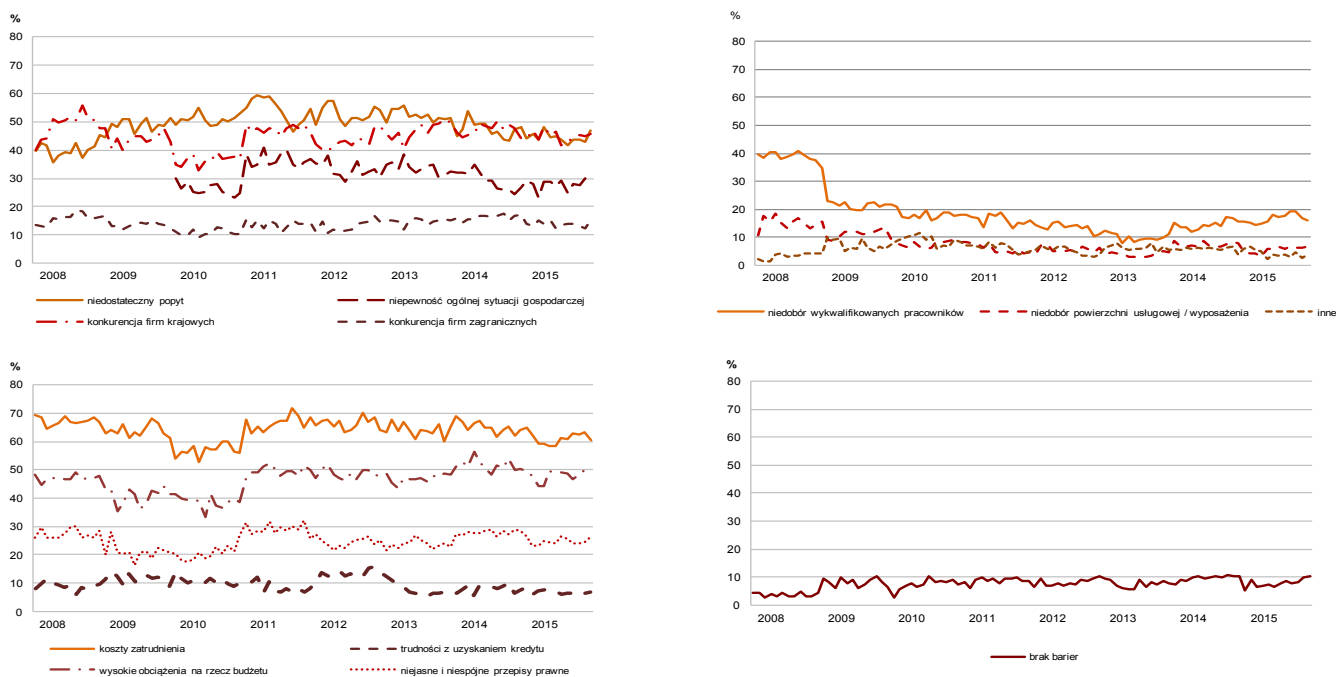 %
80
70
60
50
40
30
20
10
0
2008 2009 2010 2011 2012 2013 2014 2015
niedostateczny popyt
niepewność ogólnej sytuacji gospodarczej
konkurencja firm krajowych
konkurencja firm zagranicznych
%
80
70
60
50
40
30
20
10
0
2008 2009 2010 2011 2012 2013 2014 2015
niedobór wykwalifikowanych pracowników
niedobór powierzchni usługowej / wyposażenia
inne
%
80
70
60
50
40
30
20
10
0
2008 2009 2010 2011 2012 2013 2014 2015
koszty zatrudnienia
trudności z uzyskaniem kredytu
wysokie obciążenia na rzecz budżetu
niejasne i niespójne przepisy prawne
%
80
70
60
50
40
30
20
10
0
2008 2009 2010 2011 2012 2013 2014 2015
brak barier